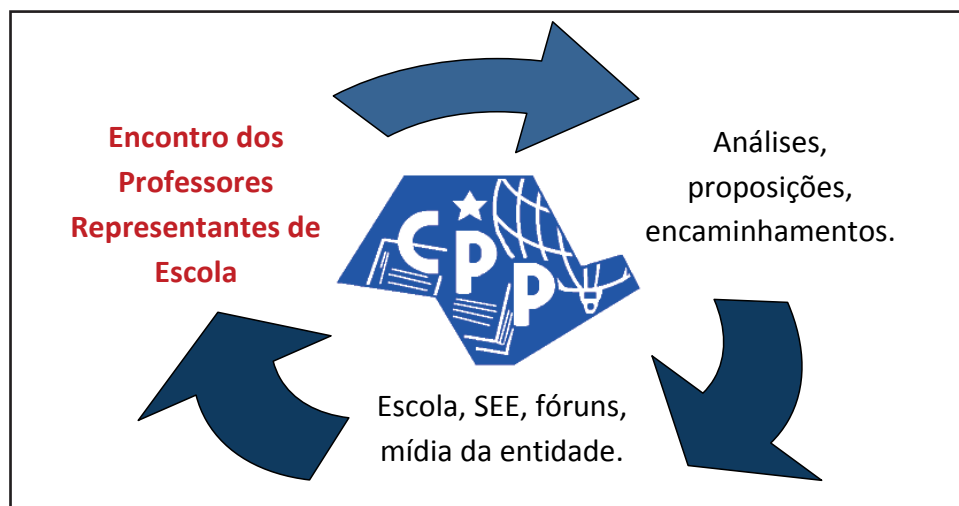 Encontro dos
Professores
Representantes de
Escola
Análises,
proposições,
encaminhamentos.
CPP
Escola, SEE, fóruns,
mídia da entidade.